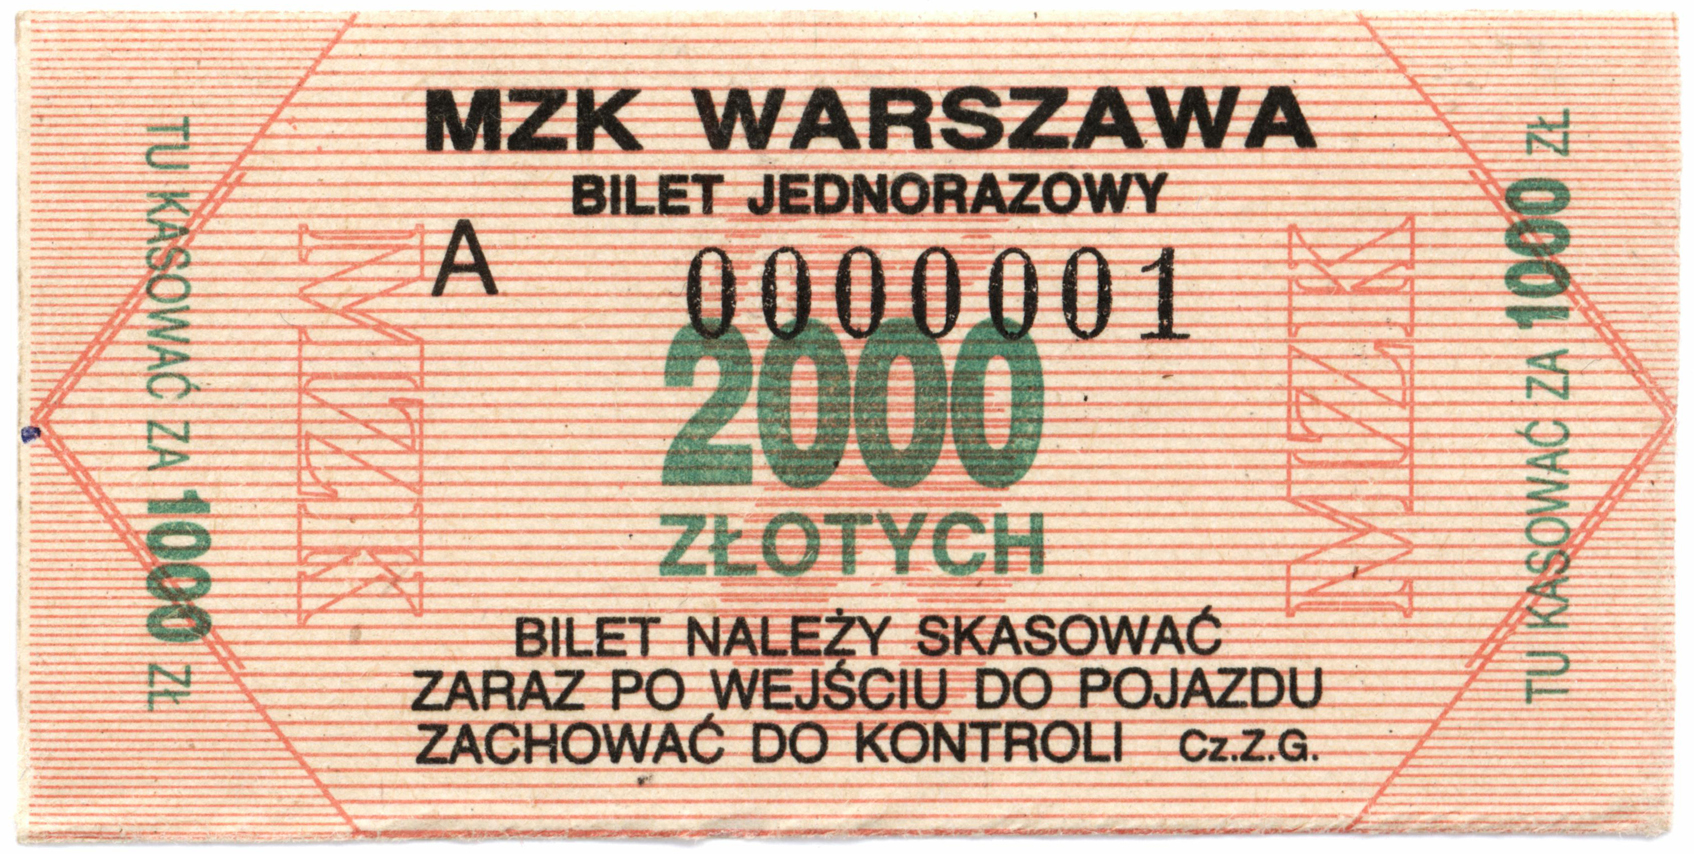 MZK WARSZAWA
BILET JEDNORAZOWY
A 0000001
2000
ZŁOTYCH
BILET NALEŻY SKASOWAĆ
ZARAZ PO WEJŚCIU DO POJAZDU
ZACHOWAĆ DO KONTROLI Cz.Z.G.
TU KASOWAĆ ZA 1000 ZŁ
MZK
MZK
TU KASOWAĆ ZA 1000 ZŁ